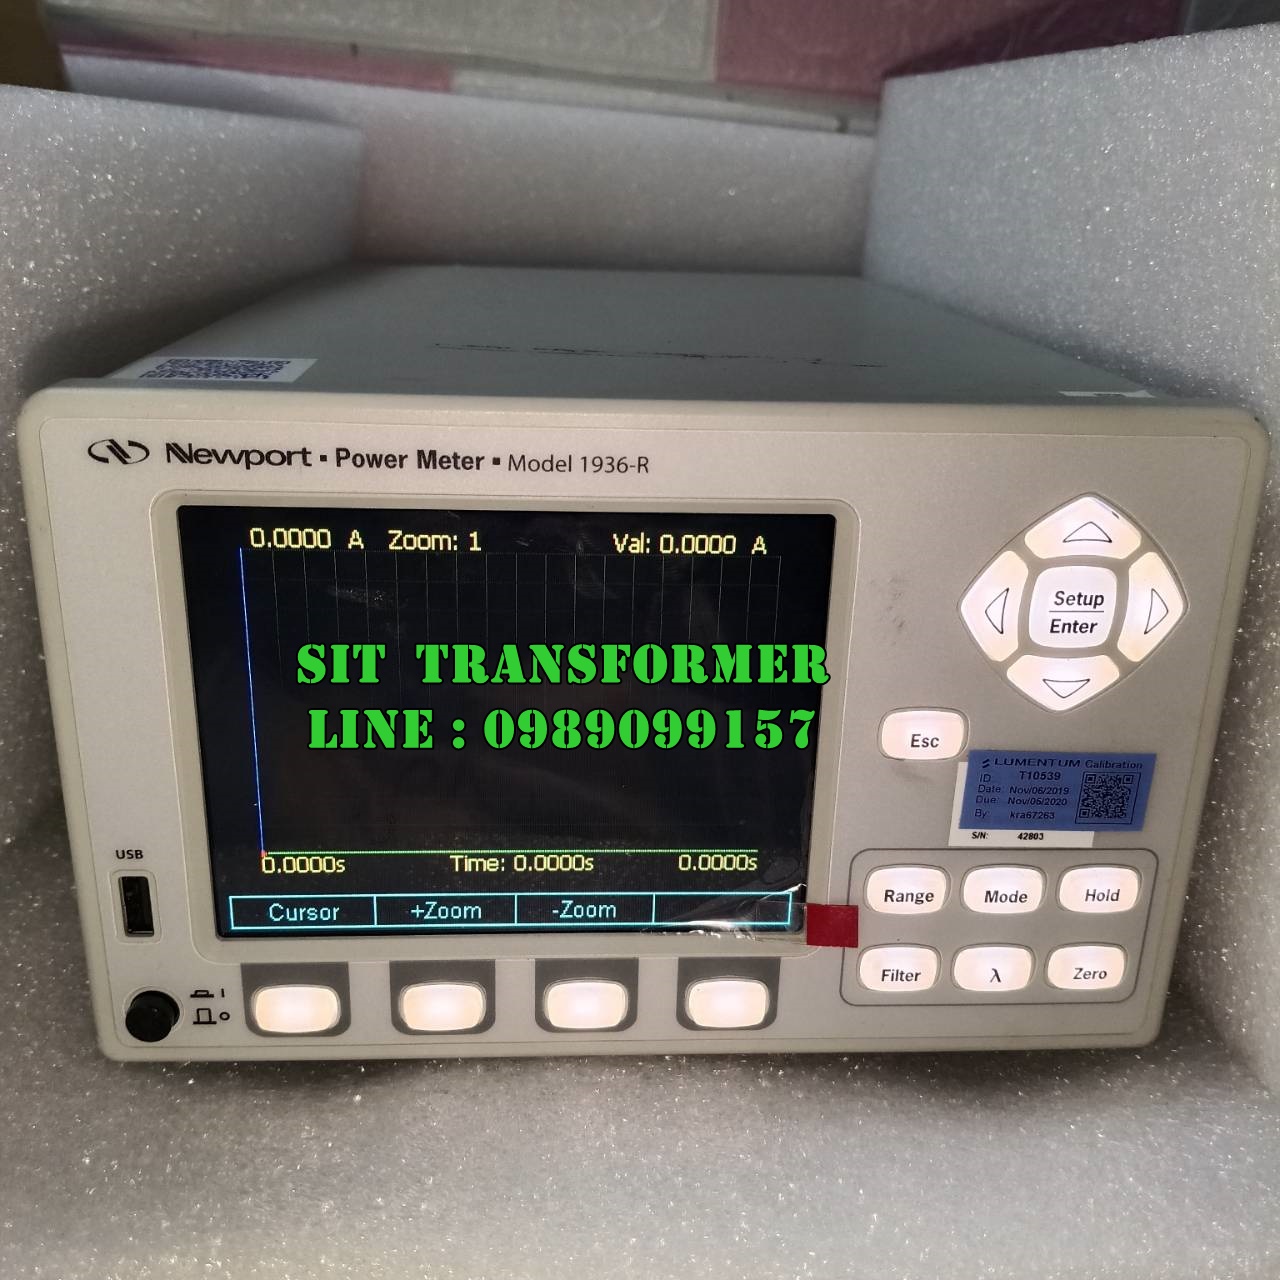 Newport ▪ Power Meter ▪ Model 1936-R
0.0000 A Zoom: 1 Val: 0.0000 A
SIT TRANSFORMER
LINE : 0989099157
0.0000s Time: 0.0000s 0.0000s
Cursor +Zoom -Zoom
Setup
Enter
Esc
LUMENTUM Calibration
ID: T10539
Date: Nov/06/2019
Due: Nov/05/2020
By: kra67263
S/N: 42803
USB
Range Mode Hold
Filter λ Zero